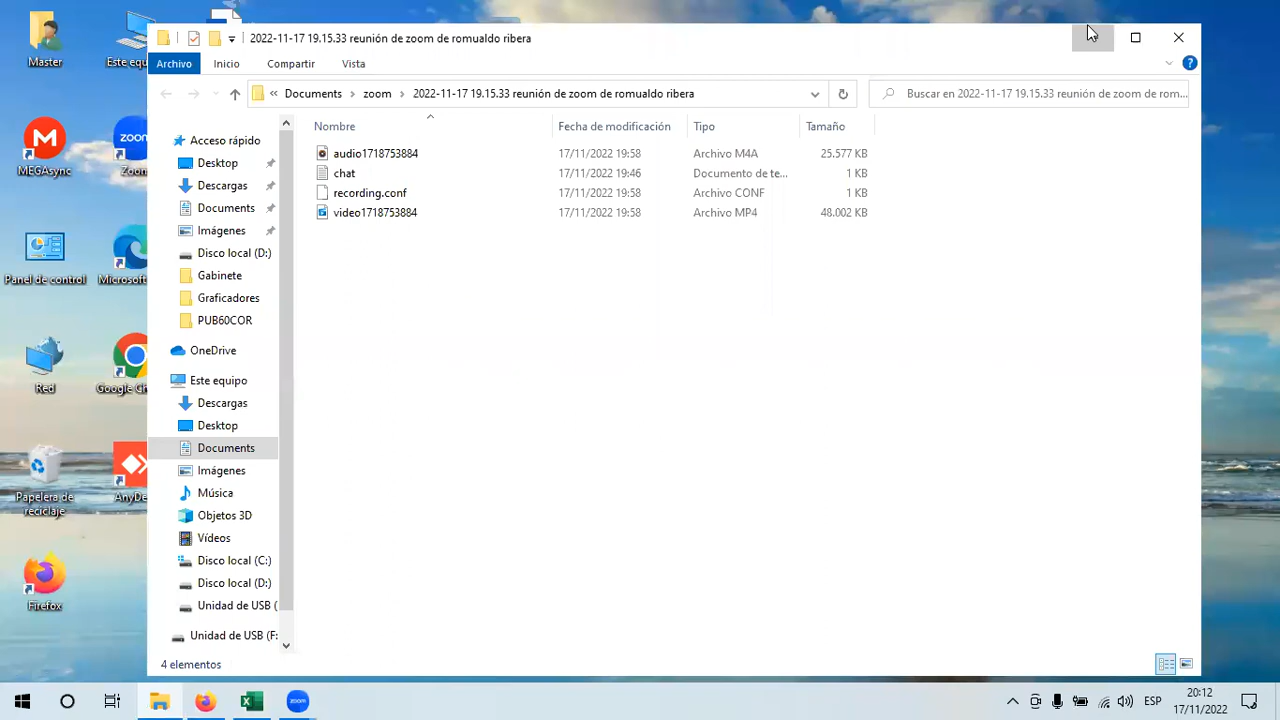 2022-11-17 19.15.33 reunión de zoom de romualdo ribera
Archivo
Inicio
Compartir
Vista
Documents
zoom
2022-11-17 19.15.33 reunión de zoom de romualdo ribera
Buscar en 2022-11-17 19.15.33 reunión de zoom de rom...
Nombre
Fecha de modificación
Tipo
Tamaño
audio1718753884 17/11/2022 19:58 Archivo M4A 25.577 KB
chat 17/11/2022 19:46 Documento de te... 1 KB
recording.conf 17/11/2022 19:58 Archivo CONF 1 KB
video1718753884 17/11/2022 19:58 Archivo MP4 48.002 KB
Acceso rápido
Desktop
Descargas
Documents
Imágenes
Disco local (D:)
Gabinete
Graficadores
PUB60COR
OneDrive
Este equipo
Descargas
Desktop
Documents
Imágenes
Música
Objetos 3D
Vídeos
Disco local (C:)
Disco local (D:)
Unidad de USB (
Unidad de USB (F:
4 elementos
Master
Este equ
MEGAsync
Zoom
zoom
Panel de control
Microsoft
Red
Google Ch
Papelera de
reciclaje
AnyDe
Firefox
zoom
ESP
20:12
17/11/2022